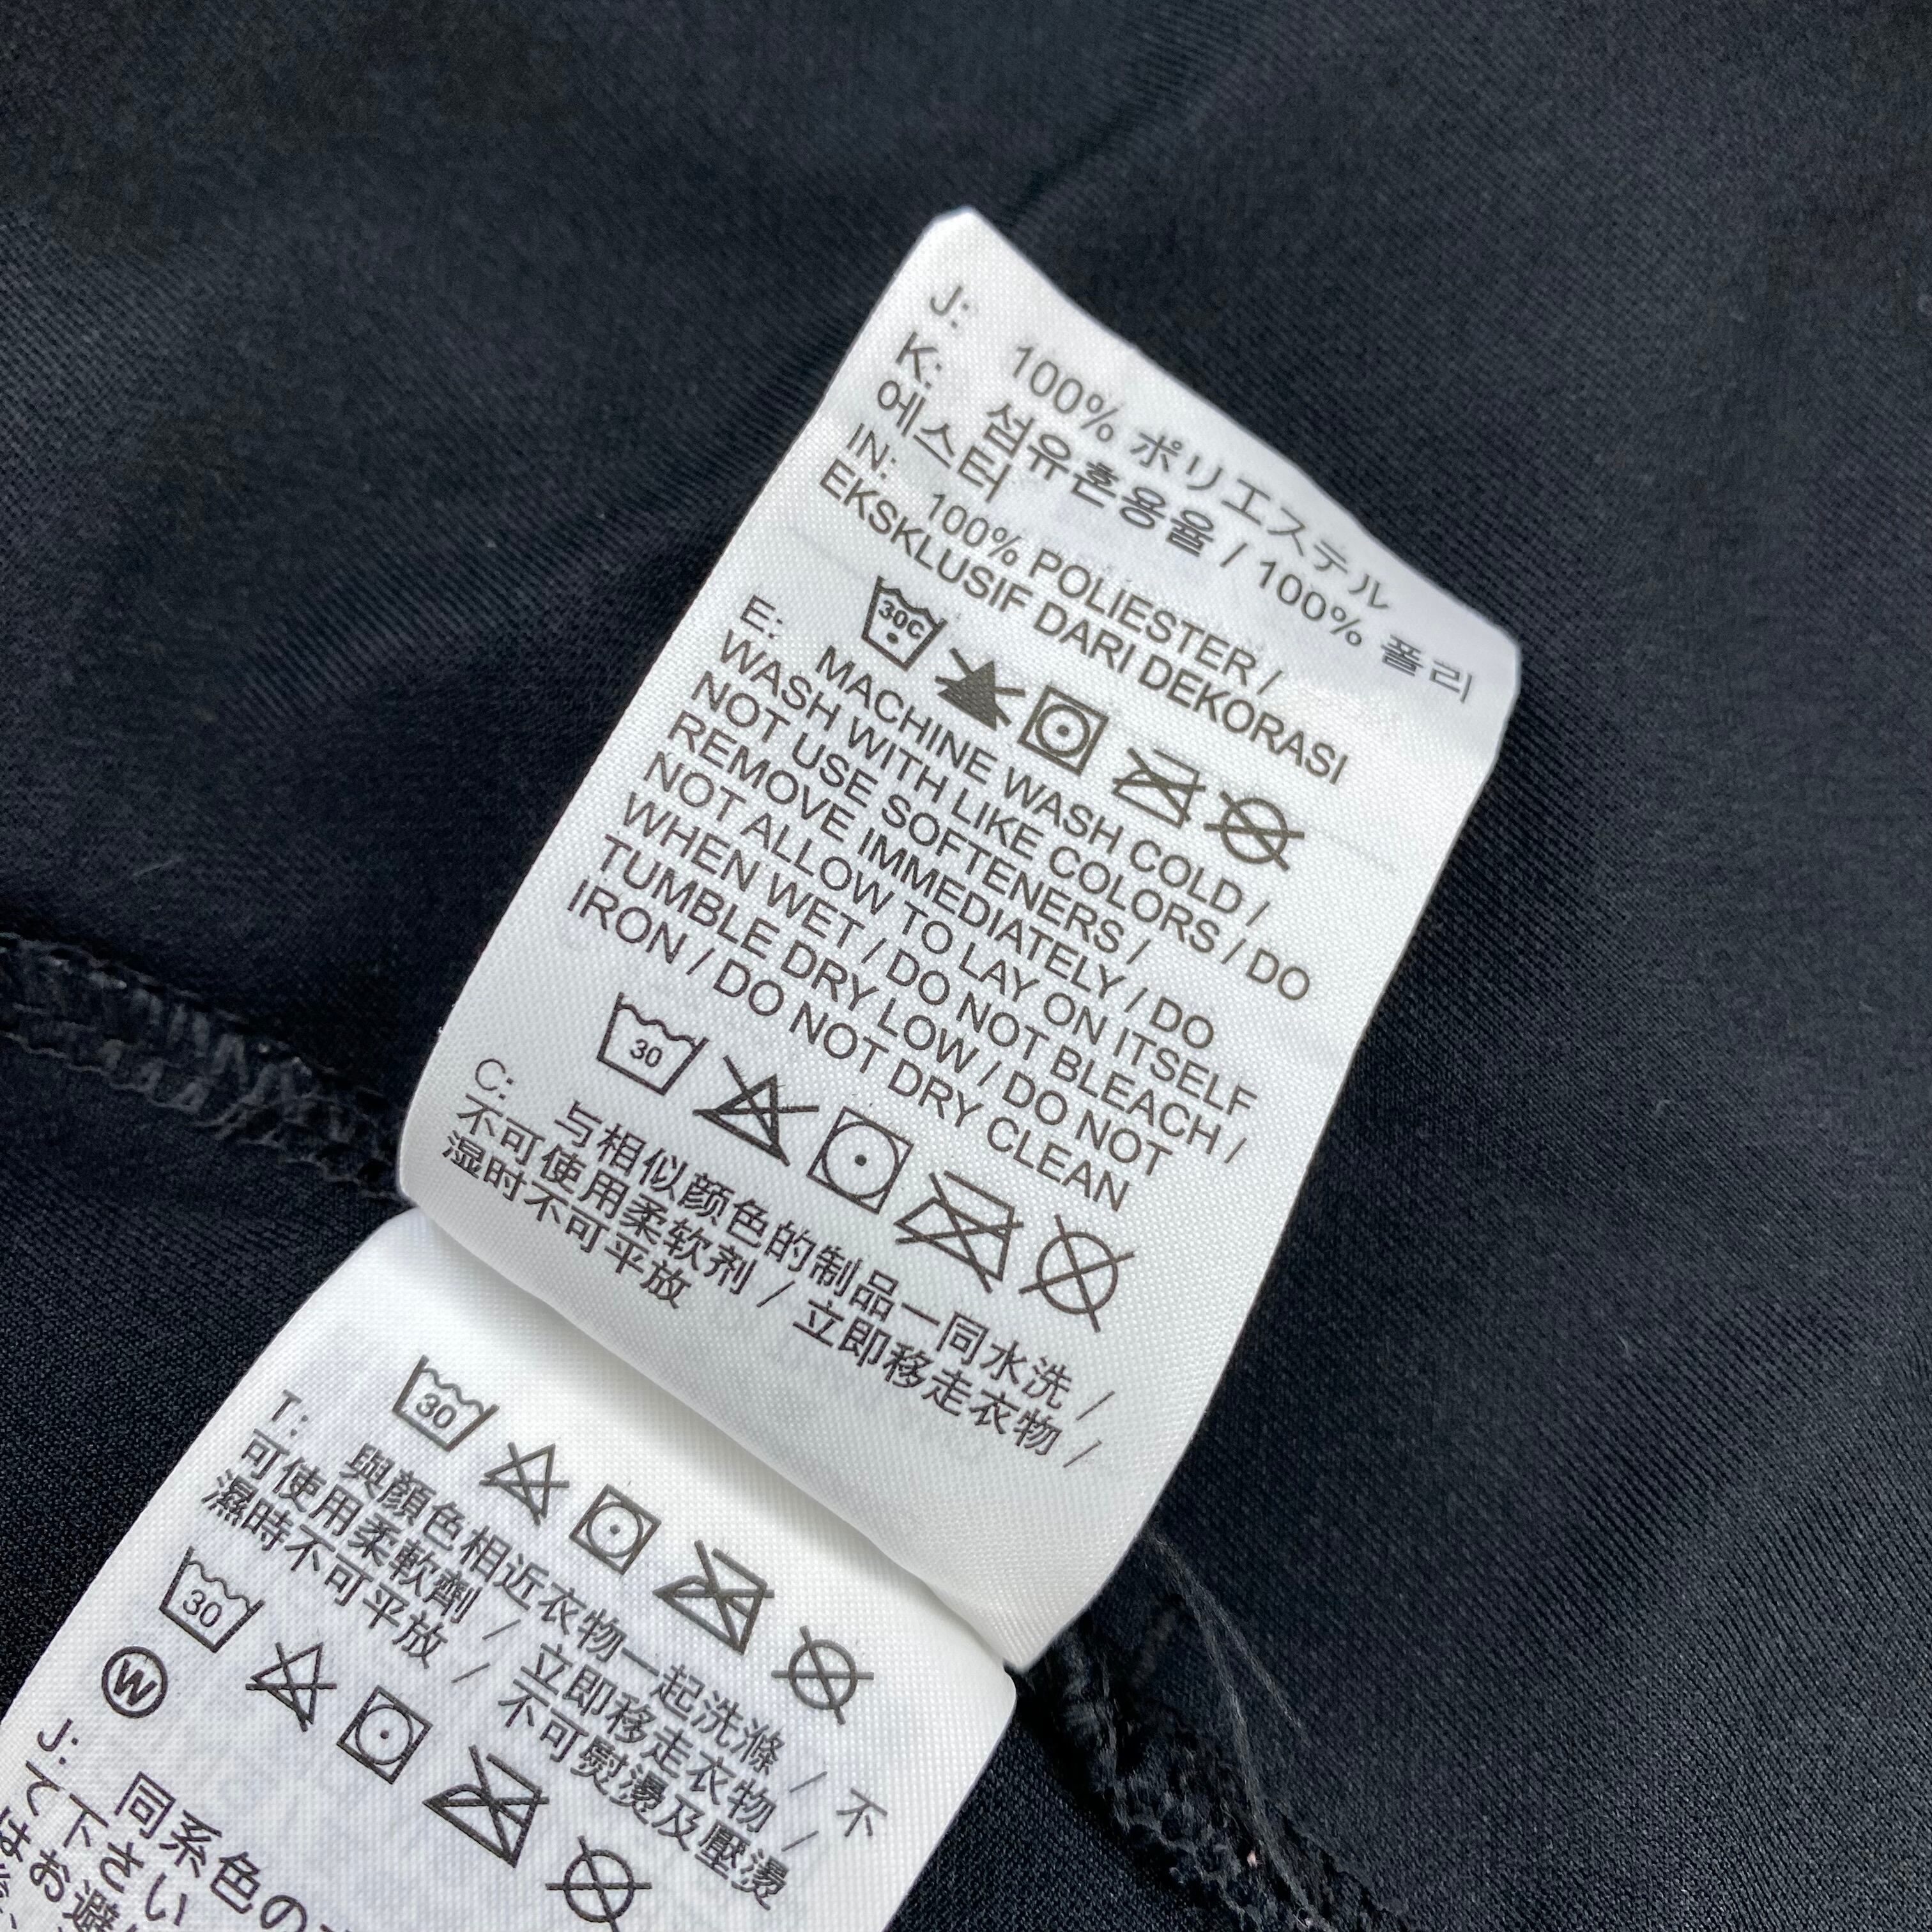 J: 100% ポリエステル
K: 섬유혼용율 / 100% 폴리
에스터
IN: 100% POLIESTER /
EKSKLUSIF DARI DEKORASI
30C
E: MACHINE WASH COLD /
WASH WITH LIKE COLORS / DO
NOT USE SOFTENERS /
REMOVE IMMEDIATELY / DO
NOT ALLOW TO LAY ON ITSELF
WHEN WET / DO NOT BLEACH /
TUMBLE DRY LOW / DO NOT
IRON / DO NOT DRY CLEAN
30
C: 与相似颜色的制品一同水洗 /
不可使用柔软剂 / 立即移走衣物 /
湿时不可平放
30
T: 與顏色相近衣物一起洗滌 / 不
可使用柔軟劑 / 立即移走衣物 /
濕時不可平放 / 不可熨燙及壓燙
30
W
J: 同系色の
て下さい
はお避